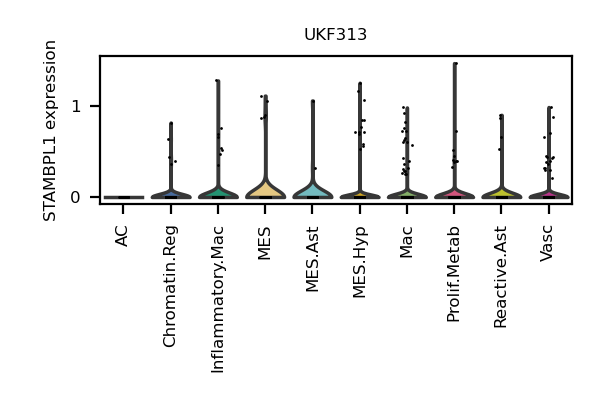 UKF313
STAMBPL1 expression
1
0
AC
Chromatin.Reg
Inflammatory.Mac
MES
MES.Ast
MES.Hyp
Mac
Prolif.Metab
Reactive.Ast
Vasc